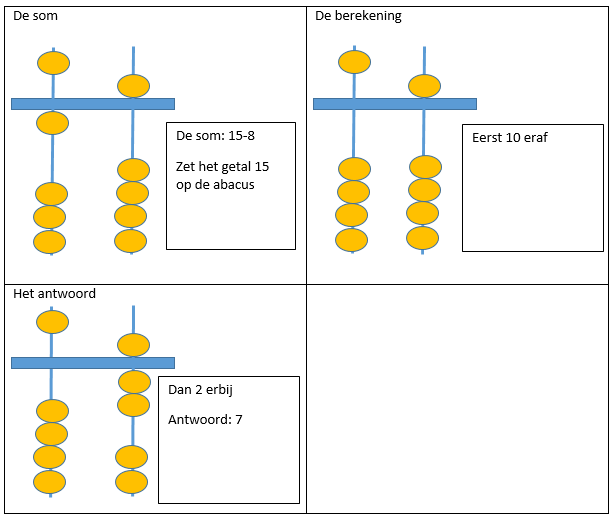 De som
De som: 15-8
Zet het getal 15
op de abacus
De berekening
Eerst 10 eraf
Het antwoord
Dan 2 erbij
Antwoord: 7